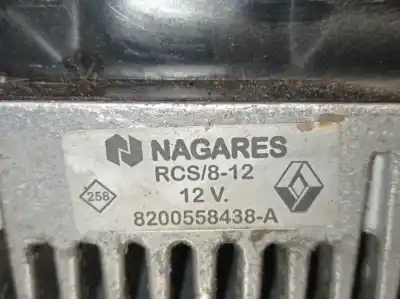 NAGARES
RCS/8-12
258
12 V.
8200558438-A